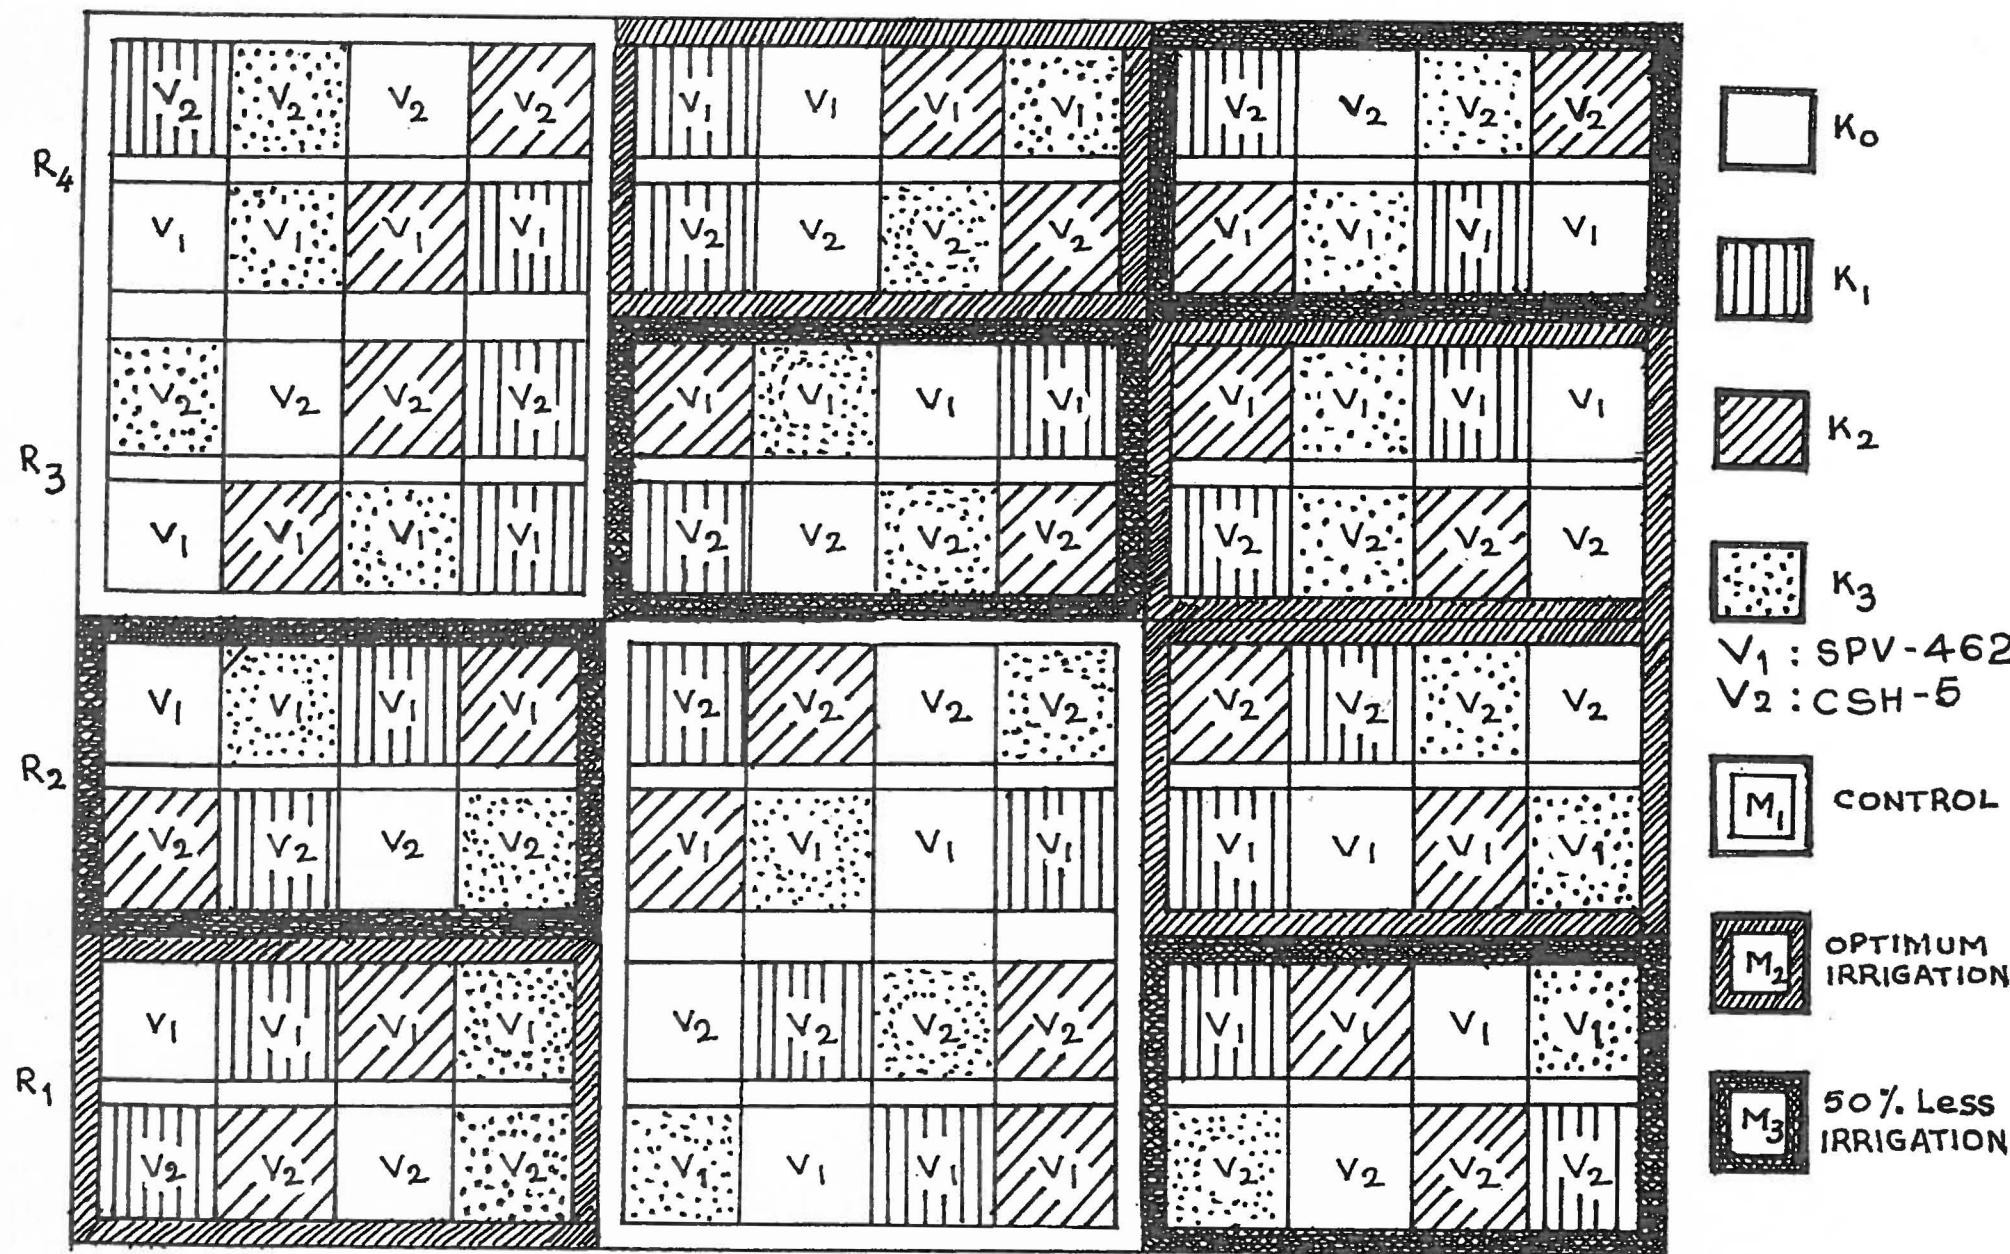 R4
V2 V2 V2 V2 V1 V1 V1 V1 V2 V2 V2 V2
V1 V1 V1 V1 V2 V2 V2 V2 V1 V1 V1 V1
R3
V2 V2 V2 V2 V1 V1 V1 V1 V1 V1 V1 V1
V1 V1 V1 V1 V2 V2 V2 V2 V2 V2 V2 V2
R2
V1 V1 V1 V1 V2 V2 V2 V2 V2 V2 V2 V2
V2 V2 V2 V2 V1 V1 V1 V1 V1 V1 V1 V1
R1
V1 V1 V1 V1 V2 V2 V2 V2 V1 V1 V1 V1
V2 V2 V2 V2 V1 V1 V1 V1 V2 V2 V2 V2
K0
K1
K2
K3
V1 : SPV-462
V2 : CSH-5
M1 CONTROL
M2 OPTIMUM
IRRIGATION
M3 50% Less
IRRIGATION